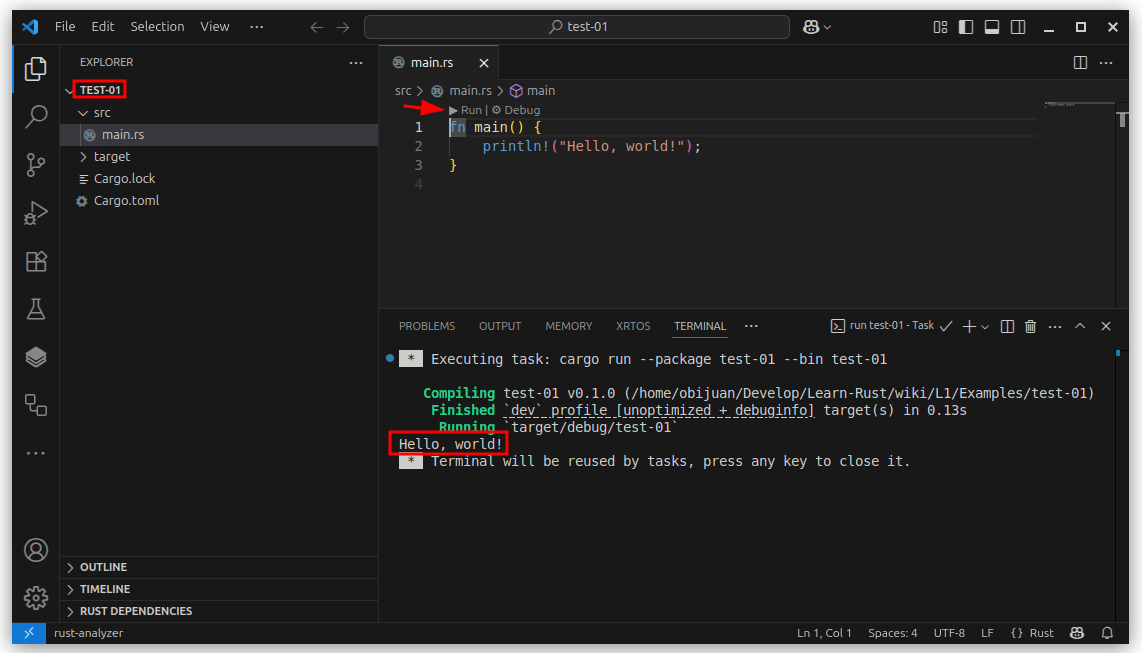 File Edit Selection View ··· test-01
EXPLORER ···
TEST-01
src
main.rs
target
Cargo.lock
Cargo.toml
OUTLINE
TIMELINE
RUST DEPENDENCIES
main.rs
src > main.rs > main
Run | Debug
1 fn main() {
2 println!("Hello, world!");
3 }
4
PROBLEMS OUTPUT MEMORY XRTOS TERMINAL ··· run test-01 - Task
* Executing task: cargo run --package test-01 --bin test-01
Compiling test-01 v0.1.0 (/home/obijuan/Develop/Learn-Rust/wiki/L1/Examples/test-01)
Finished `dev` profile [unoptimized + debuginfo] target(s) in 0.13s
Running `target/debug/test-01`
Hello, world!
* Terminal will be reused by tasks, press any key to close it.
rust-analyzer Ln 1, Col 1 Spaces: 4 UTF-8 LF {} Rust